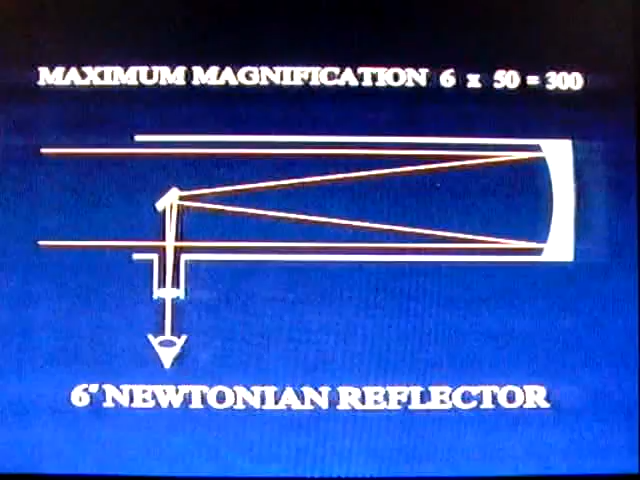 MAXIMUM MAGNIFICATION 6 x 50 = 300
6" NEWTONIAN REFLECTOR